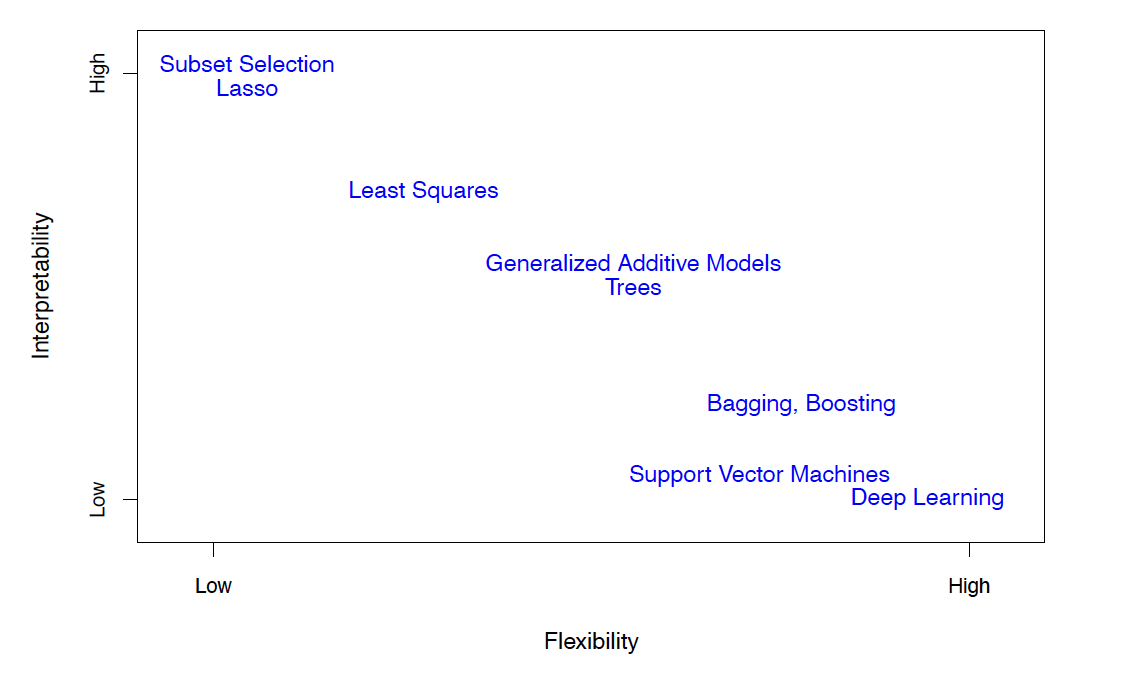 High
Subset Selection
Lasso
Least Squares
Interpretability
Generalized Additive Models
Trees
Bagging, Boosting
Support Vector Machines
Low
Deep Learning
Low
High
Flexibility